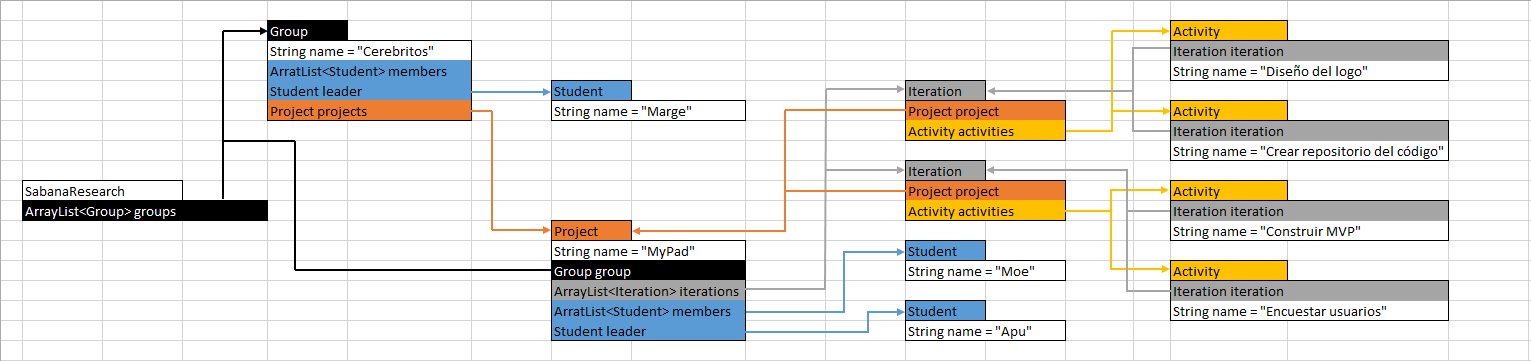 SabanaResearch
ArrayList<Group> groups
Group
String name = "Cerebritos"
ArratList<Student> members
Student leader
Project projects
Student
String name = "Marge"
Project
String name = "MyPad"
Group group
ArrayList<Iteration> iterations
ArratList<Student> members
Student leader
Iteration
Project project
Activity activities
Iteration
Project project
Activity activities
Student
String name = "Moe"
Student
String name = "Apu"
Activity
Iteration iteration
String name = "Diseño del logo"
Activity
Iteration iteration
String name = "Crear repositorio del código"
Activity
Iteration iteration
String name = "Construir MVP"
Activity
Iteration iteration
String name = "Encuestar usuarios"